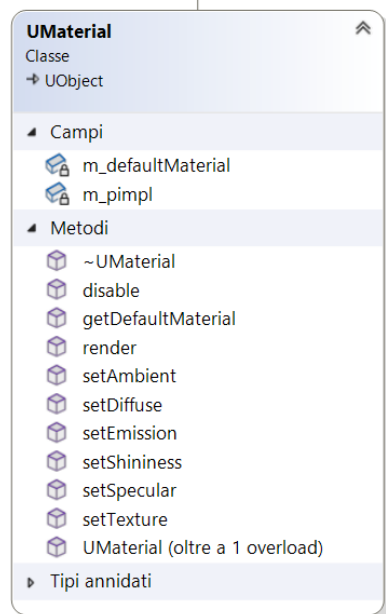 UMaterial
Classe
UObject
Campi
m_defaultMaterial
m_pimpl
Metodi
~UMaterial
disable
getDefaultMaterial
render
setAmbient
setDiffuse
setEmission
setShininess
setSpecular
setTexture
UMaterial (oltre a 1 overload)
Tipi annidati